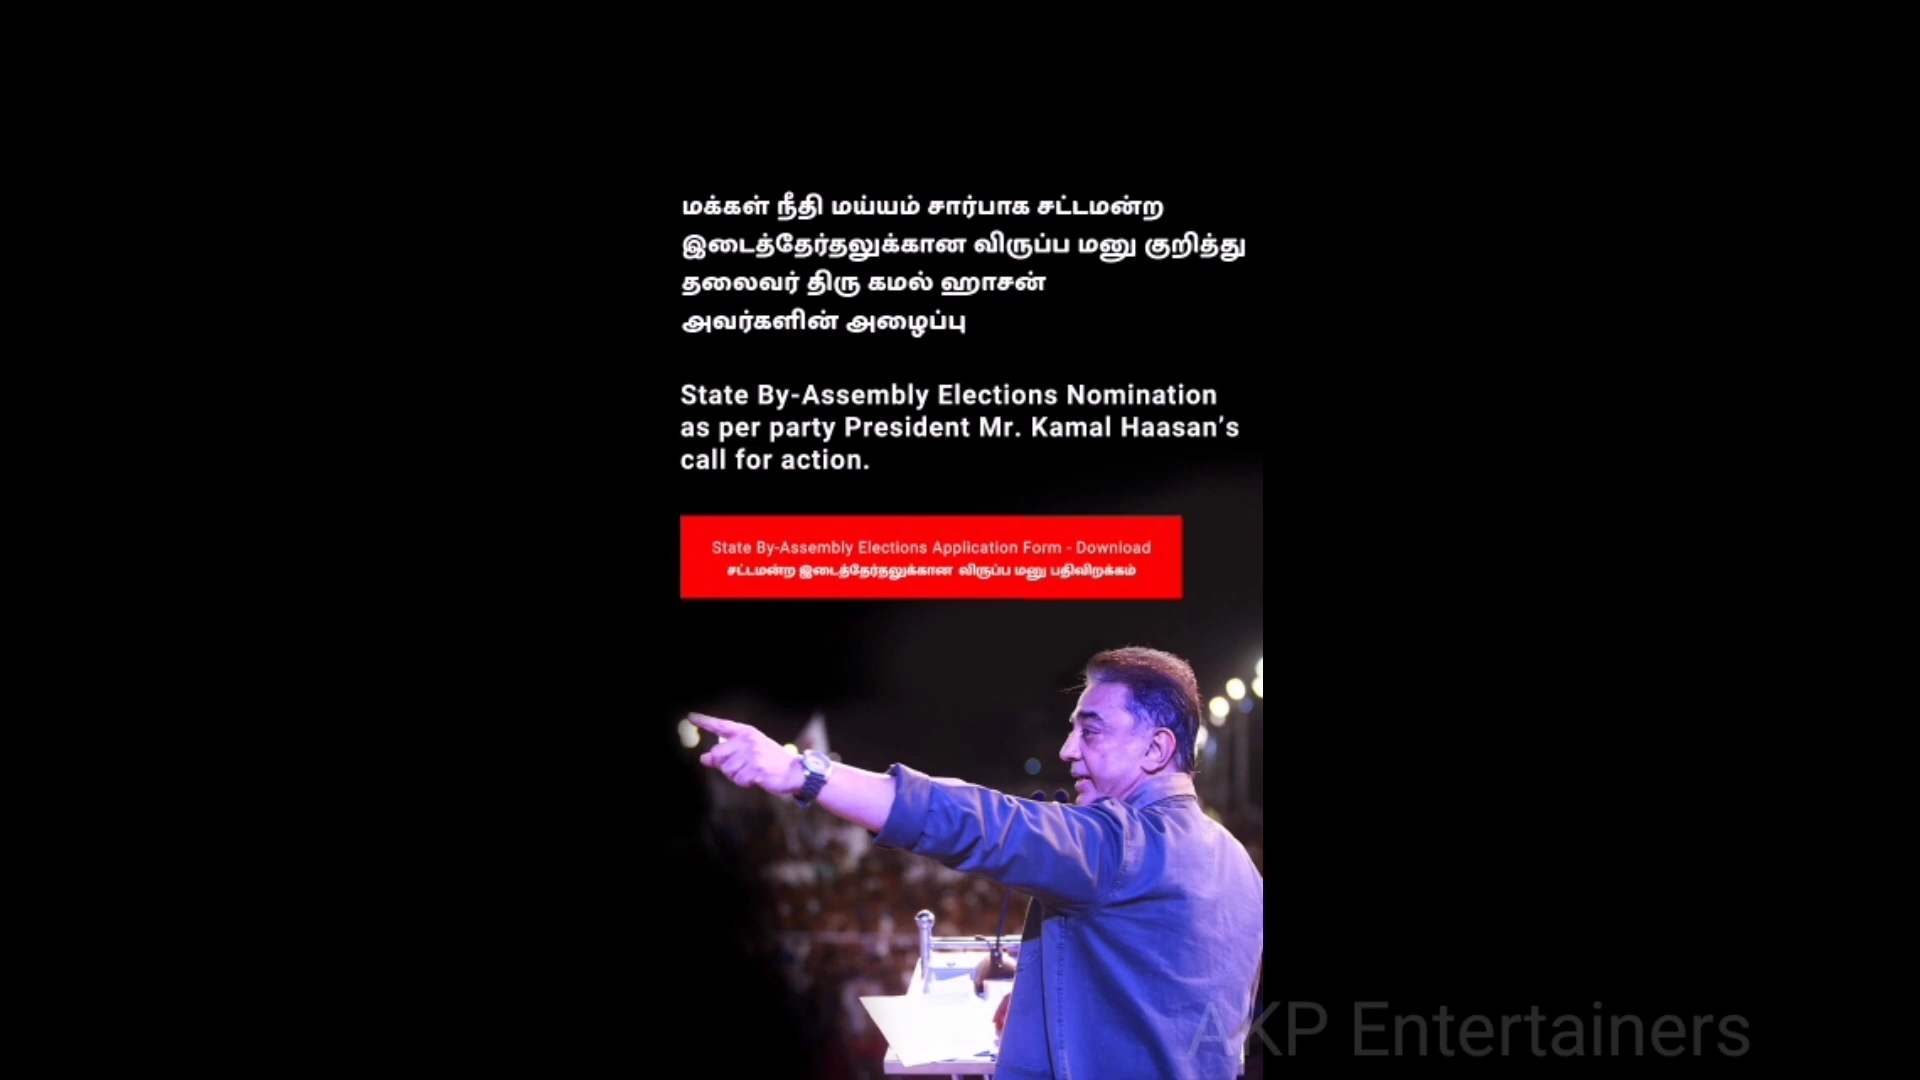 மக்கள் நீதி மய்யம் சார்பாக சட்டமன்ற
இடைத்தேர்தலுக்கான விருப்ப மனு குறித்து
தலைவர் திரு கமல் ஹாசன்
அவர்களின் அழைப்பு
State By-Assembly Elections Nomination
as per party President Mr. Kamal Haasan’s
call for action.
State By-Assembly Elections Application Form - Download
சட்டமன்ற இடைத்தேர்தலுக்கான விருப்ப மனு பதிவிறக்கம்
AKP Entertainers